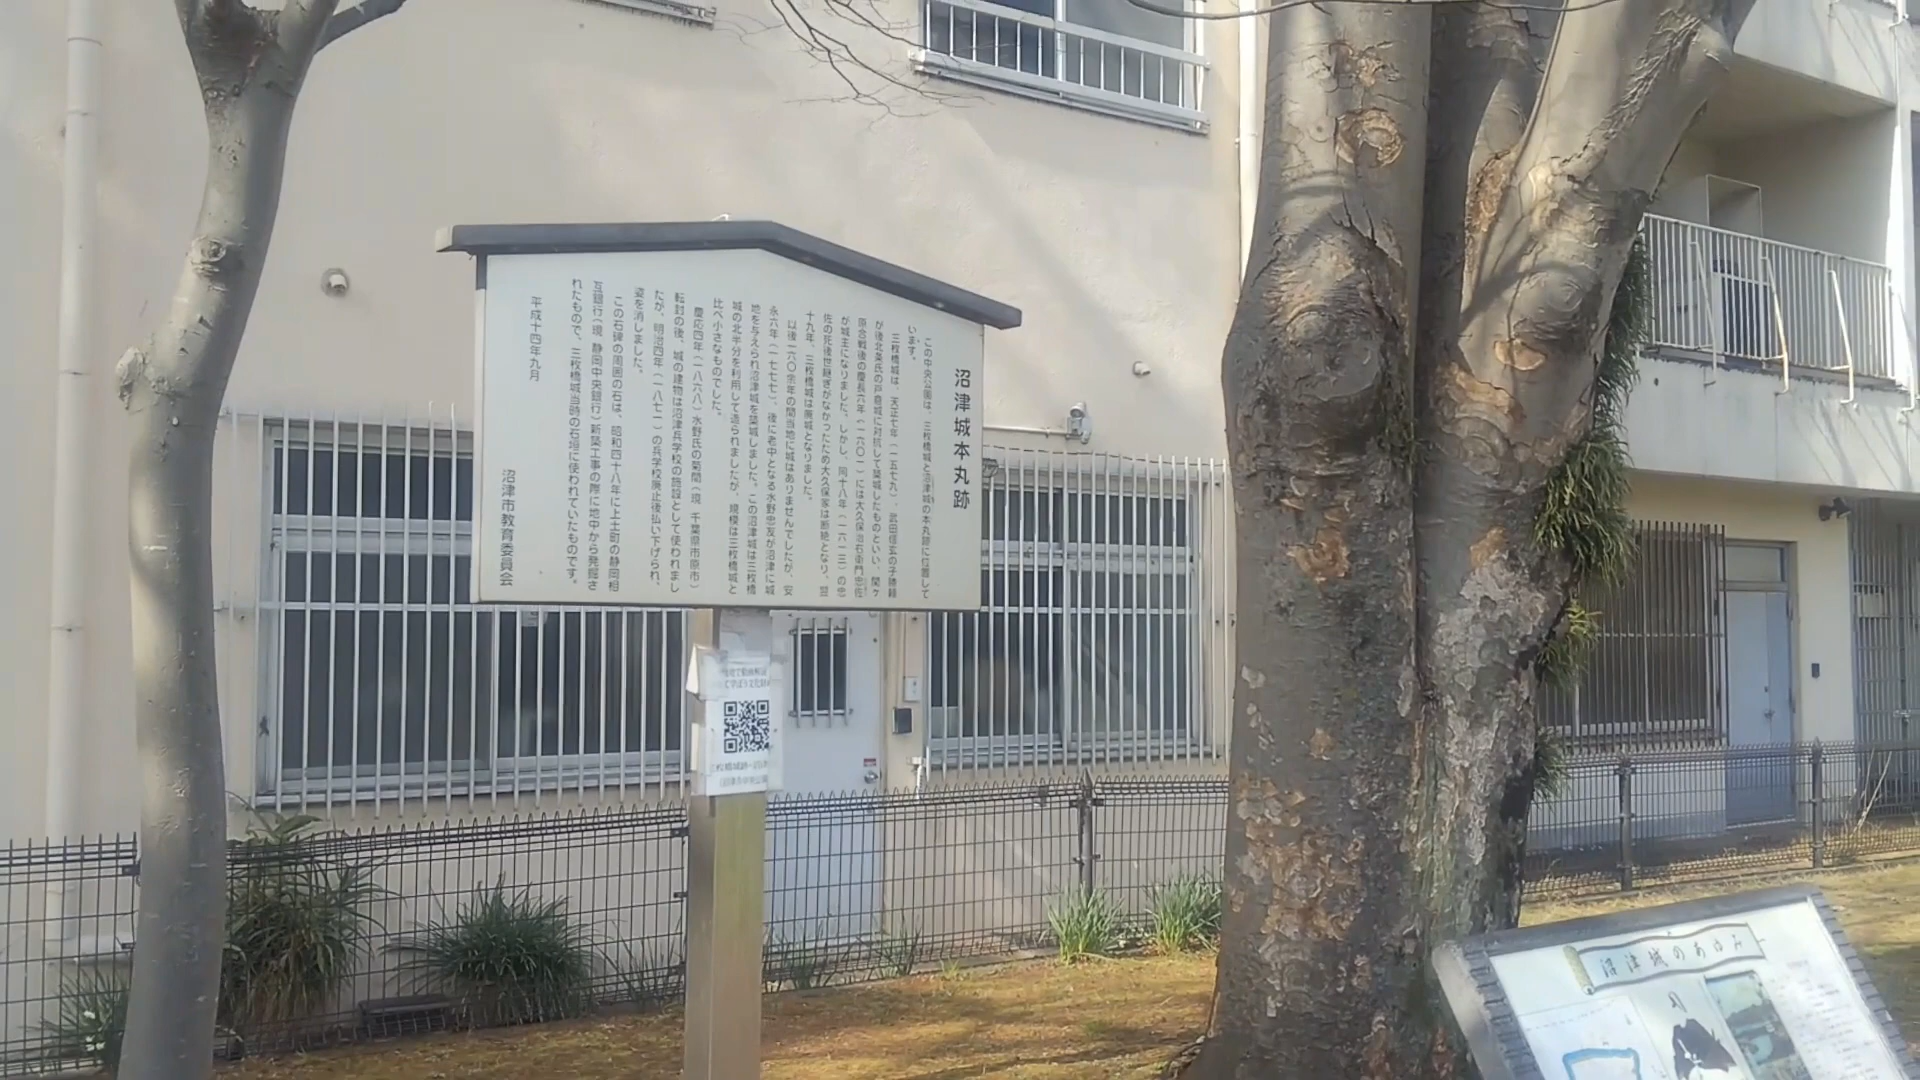 沼津城本丸跡
この中央公園は、三枚橋城と沼津城の本丸跡に位置して
います。
三枚橋城は、天正七年(一五七九)、武田信玄の子勝頼
が後北条氏の戸倉城に対抗して築城したものといい、関ヶ
原合戦後の慶長六年(一六〇一)には大久保治右衛門忠佐
が城主になりました。しかし、同十八年(一六一三)の忠
佐の死後世継ぎがなかったため大久保家は断絶となり、翌
十九年、三枚橋城は廃城となりました。
以後一六〇余年の間当地に城はありませんでしたが、安
永六年(一七七七)、後に老中となる水野忠友が沼津に城
地を与えられ沼津城を築城しました。この沼津城は三枚橋
城の北半分を利用して造られましたが、規模は三枚橋城と
比べ小さなものでした。
慶応四年(一八六八)水野氏の菊間(現 千葉県市原市)
転封の後、城の建物は沼津兵学校の施設として使われまし
たが、明治四年(一八七一)の兵学校廃止後払い下げられ、
姿を消しました。
この石碑の周囲の石は、昭和四十八年に上土町の静岡相
互銀行(現 静岡中央銀行)新築工事の際に地中から発掘さ
れたもので、三枚橋城当時の石垣に使われていたものです。
平成十四年九月
沼津市教育委員会
沼津城のあゆみ